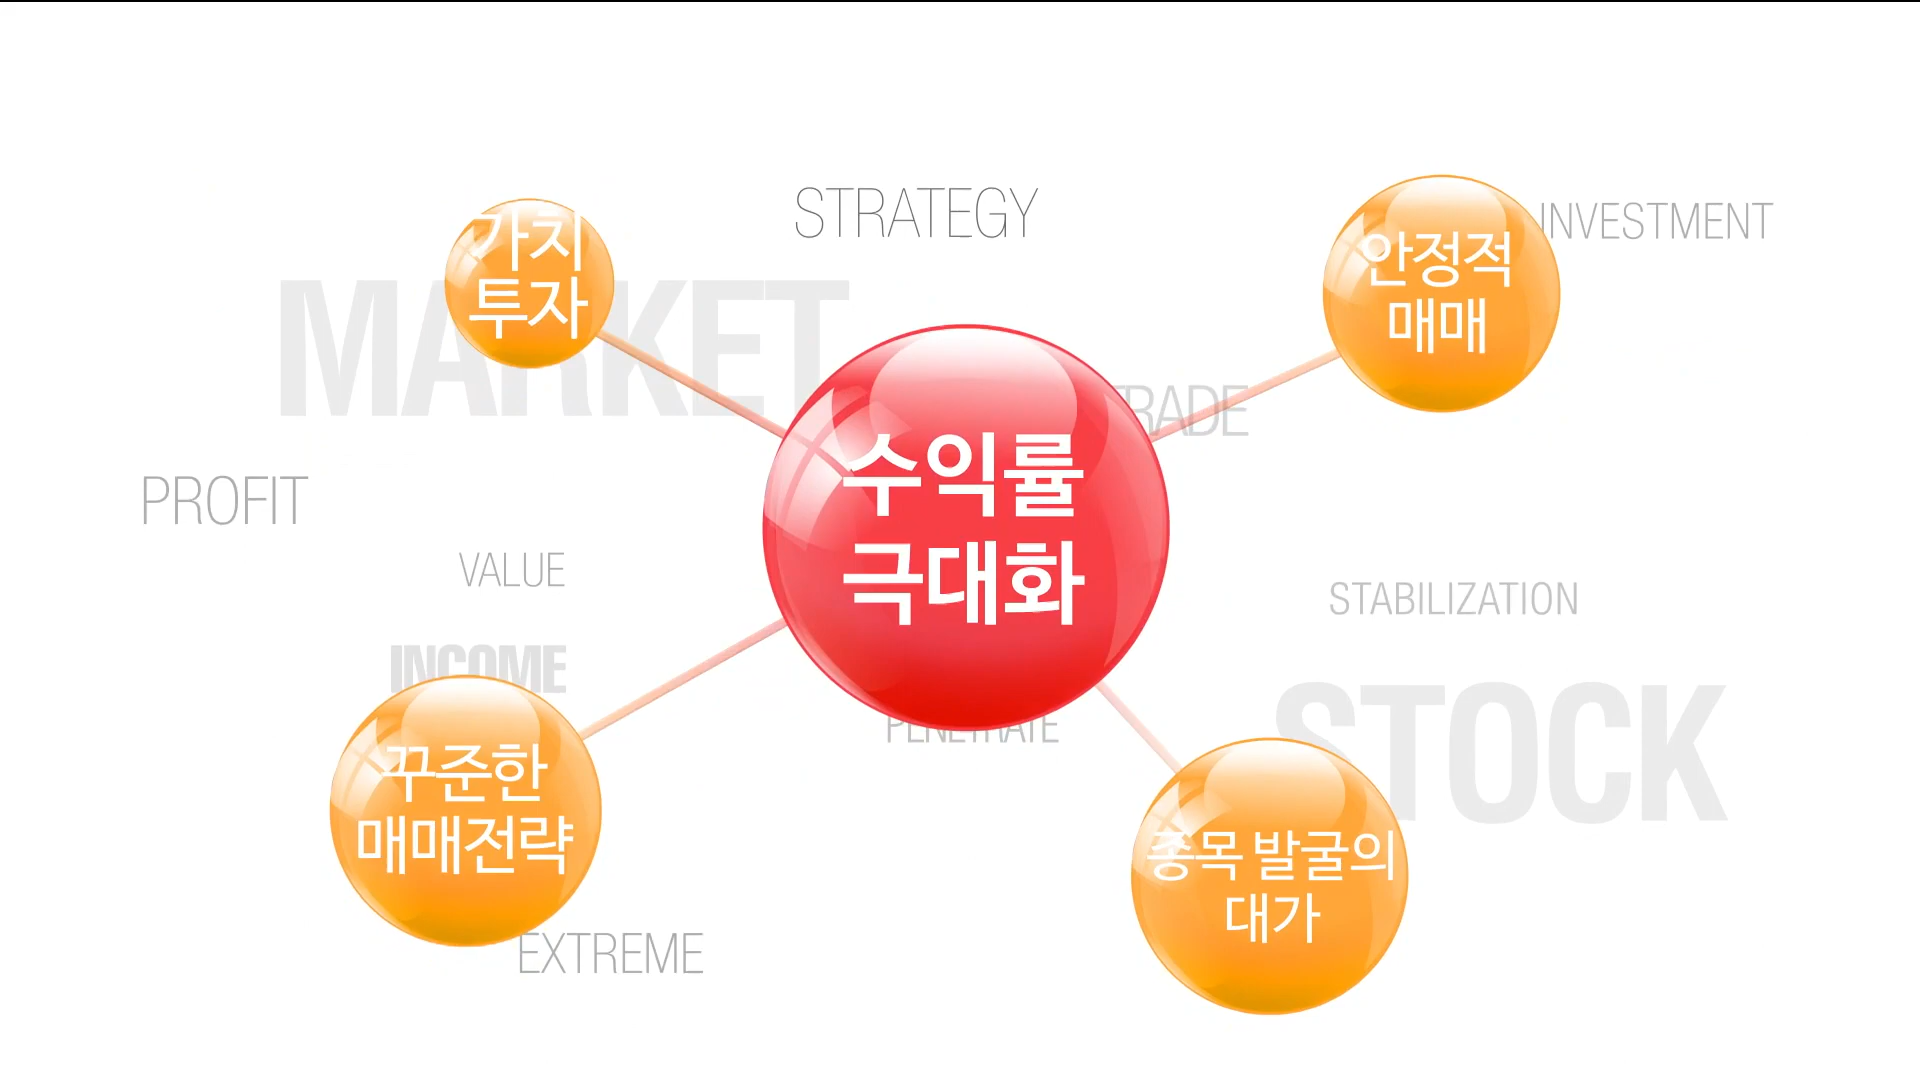 STRATEGY
INVESTMENT
가치
투자
안정적
매매
MARKET
TRADE
수익률
극대화
PROFIT
VALUE
STABILIZATION
INCOME
STOCK
PENETRATE
꾸준한
매매전략
종목 발굴의
대가
EXTREME